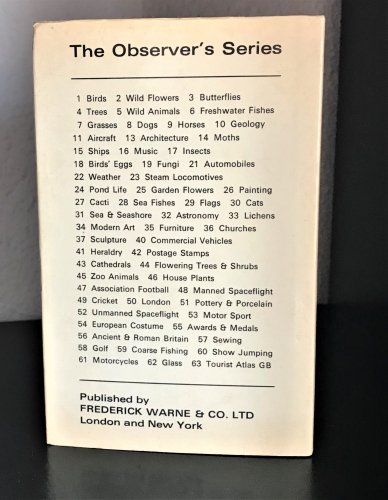 The Observer's Series
1 Birds 2 Wild Flowers 3 Butterflies
4 Trees 5 Wild Animals 6 Freshwater Fishes
7 Grasses 8 Dogs 9 Horses 10 Geology
11 Aircraft 13 Architecture 14 Moths
15 Ships 16 Music 17 Insects
18 Birds' Eggs 19 Fungi 21 Automobiles
22 Weather 23 Steam Locomotives
24 Pond Life 25 Garden Flowers 26 Painting
27 Cacti 28 Sea Fishes 29 Flags 30 Cats
31 Sea & Seashore 32 Astronomy 33 Lichens
34 Modern Art 35 Furniture 36 Churches
37 Sculpture 40 Commercial Vehicles
41 Heraldry 42 Postage Stamps
43 Cathedrals 44 Flowering Trees & Shrubs
45 Zoo Animals 46 House Plants
47 Association Football 48 Manned Spaceflight
49 Cricket 50 London 51 Pottery & Porcelain
52 Unmanned Spaceflight 53 Motor Sport
54 European Costume 55 Awards & Medals
56 Ancient & Roman Britain 57 Sewing
58 Golf 59 Coarse Fishing 60 Show Jumping
61 Motorcycles 62 Glass 63 Tourist Atlas GB
Published by
FREDERICK WARNE & CO. LTD
London and New York